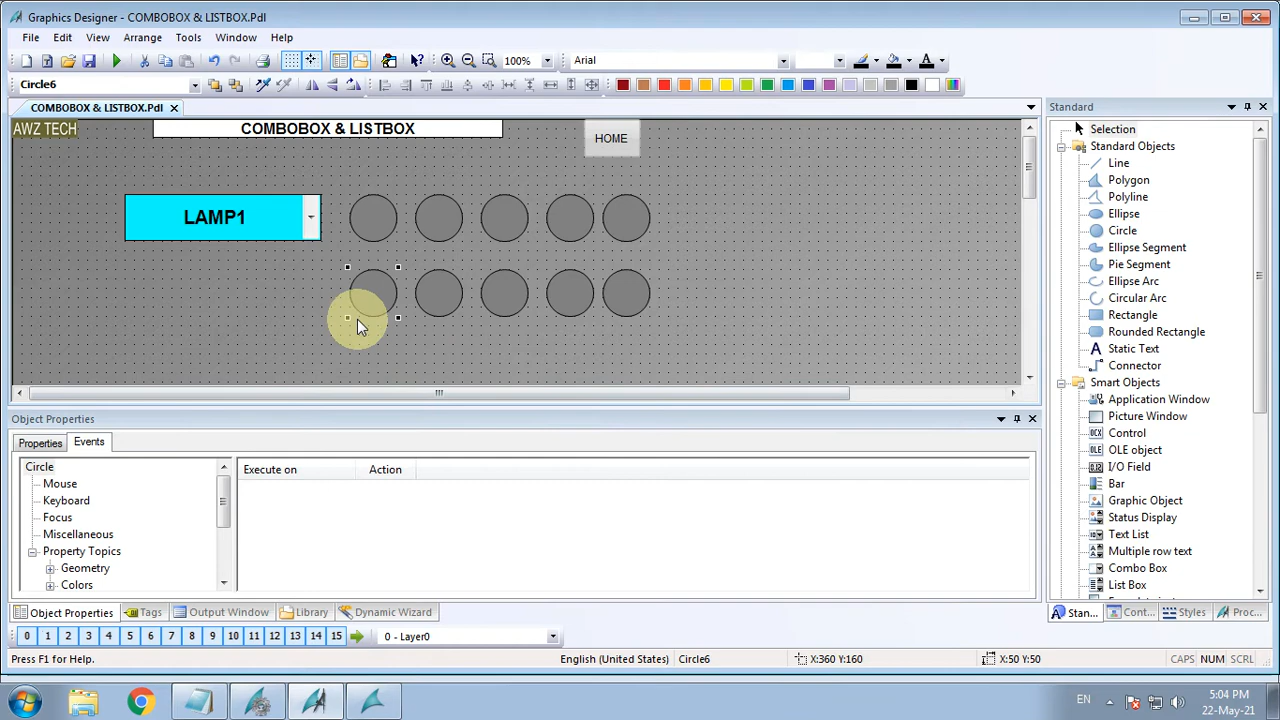 Graphics Designer - COMBOBOX & LISTBOX.Pdl
File Edit View Arrange Tools Window Help
100% Arial
Circle6
COMBOBOX & LISTBOX.Pdl
AWZ TECH
COMBOBOX & LISTBOX
HOME
LAMP1
Standard
Selection
Standard Objects
Line
Polygon
Polyline
Ellipse
Circle
Ellipse Segment
Pie Segment
Ellipse Arc
Circular Arc
Rectangle
Rounded Rectangle
Static Text
Connector
Smart Objects
Application Window
Picture Window
Control
OLE object
I/O Field
Bar
Graphic Object
Status Display
Text List
Multiple row text
Combo Box
List Box
Stan... Cont... Styles Proc...
Object Properties
Properties Events
Circle
Mouse
Keyboard
Focus
Miscellaneous
Property Topics
Geometry
Colors
Execute on Action
Object Properties Tags Output Window Library Dynamic Wizard
0 1 2 3 4 5 6 7 8 9 10 11 12 13 14 15 0 - Layer0
Press F1 for Help. English (United States) Circle6 X:360 Y:160 X:50 Y:50 CAPS NUM SCRL
EN 5:04 PM
22-May-21